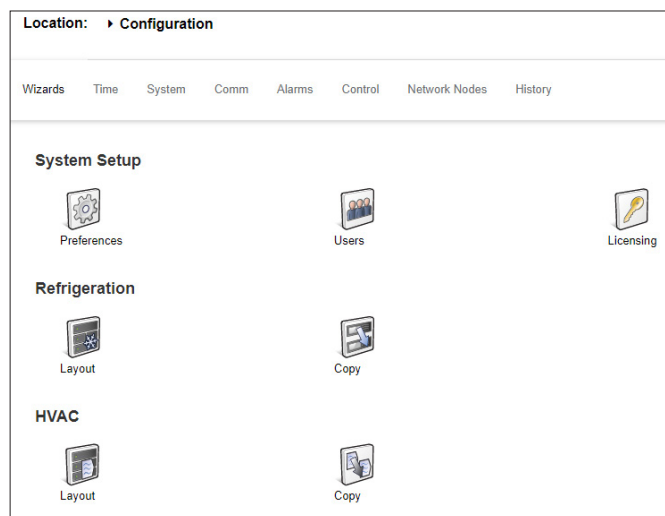 Location: Configuration
Wizards Time System Comm Alarms Control Network Nodes History
System Setup
Preferences Users Licensing
Refrigeration
Layout Copy
HVAC
Layout Copy